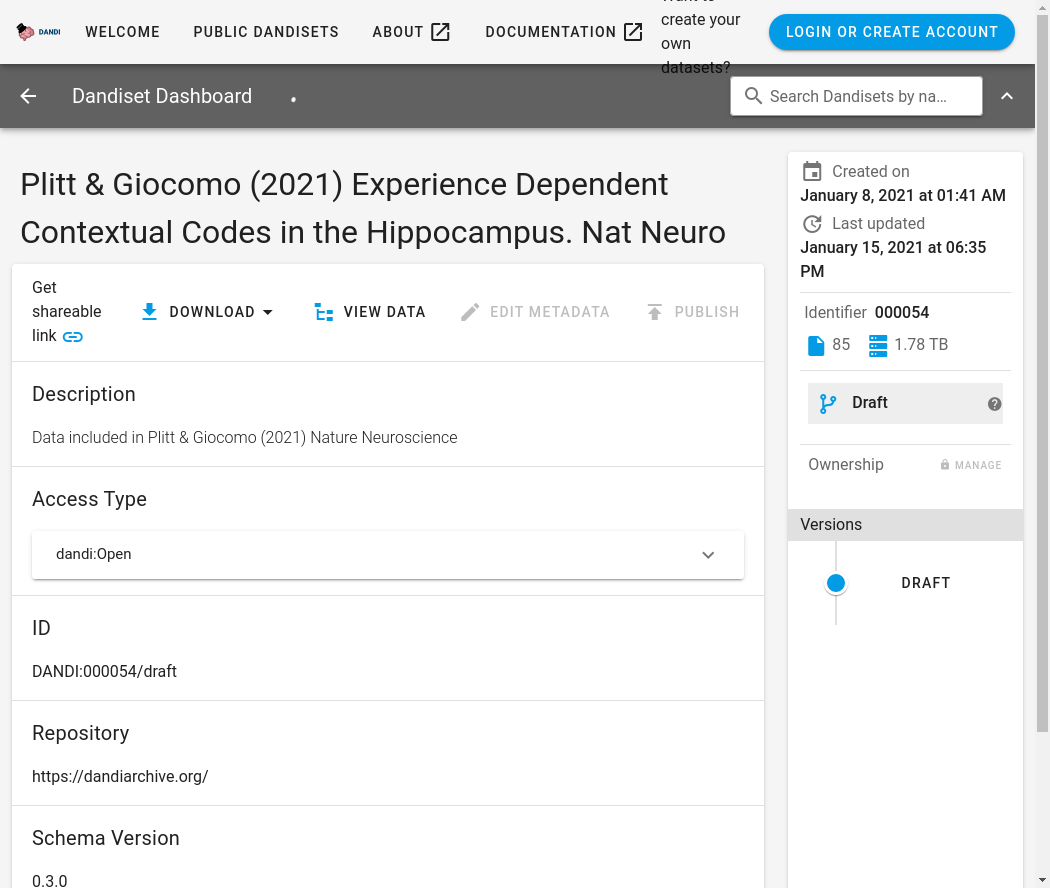 DANDI
WELCOME
PUBLIC DANDISETS
ABOUT
DOCUMENTATION
create your
own
datasets?
LOGIN OR CREATE ACCOUNT
Dandiset Dashboard
Search Dandisets by na…
Plitt & Giocomo (2021) Experience Dependent
Contextual Codes in the Hippocampus. Nat Neuro
Get
shareable
link
DOWNLOAD
VIEW DATA
EDIT METADATA
PUBLISH
Description
Data included in Plitt & Giocomo (2021) Nature Neuroscience
Access Type
dandi:Open
ID
DANDI:000054/draft
Repository
https://dandiarchive.org/
Schema Version
0.3.0
Created on
January 8, 2021 at 01:41 AM
Last updated
January 15, 2021 at 06:35
PM
Identifier 000054
85
1.78 TB
Draft
Ownership
MANAGE
Versions
DRAFT